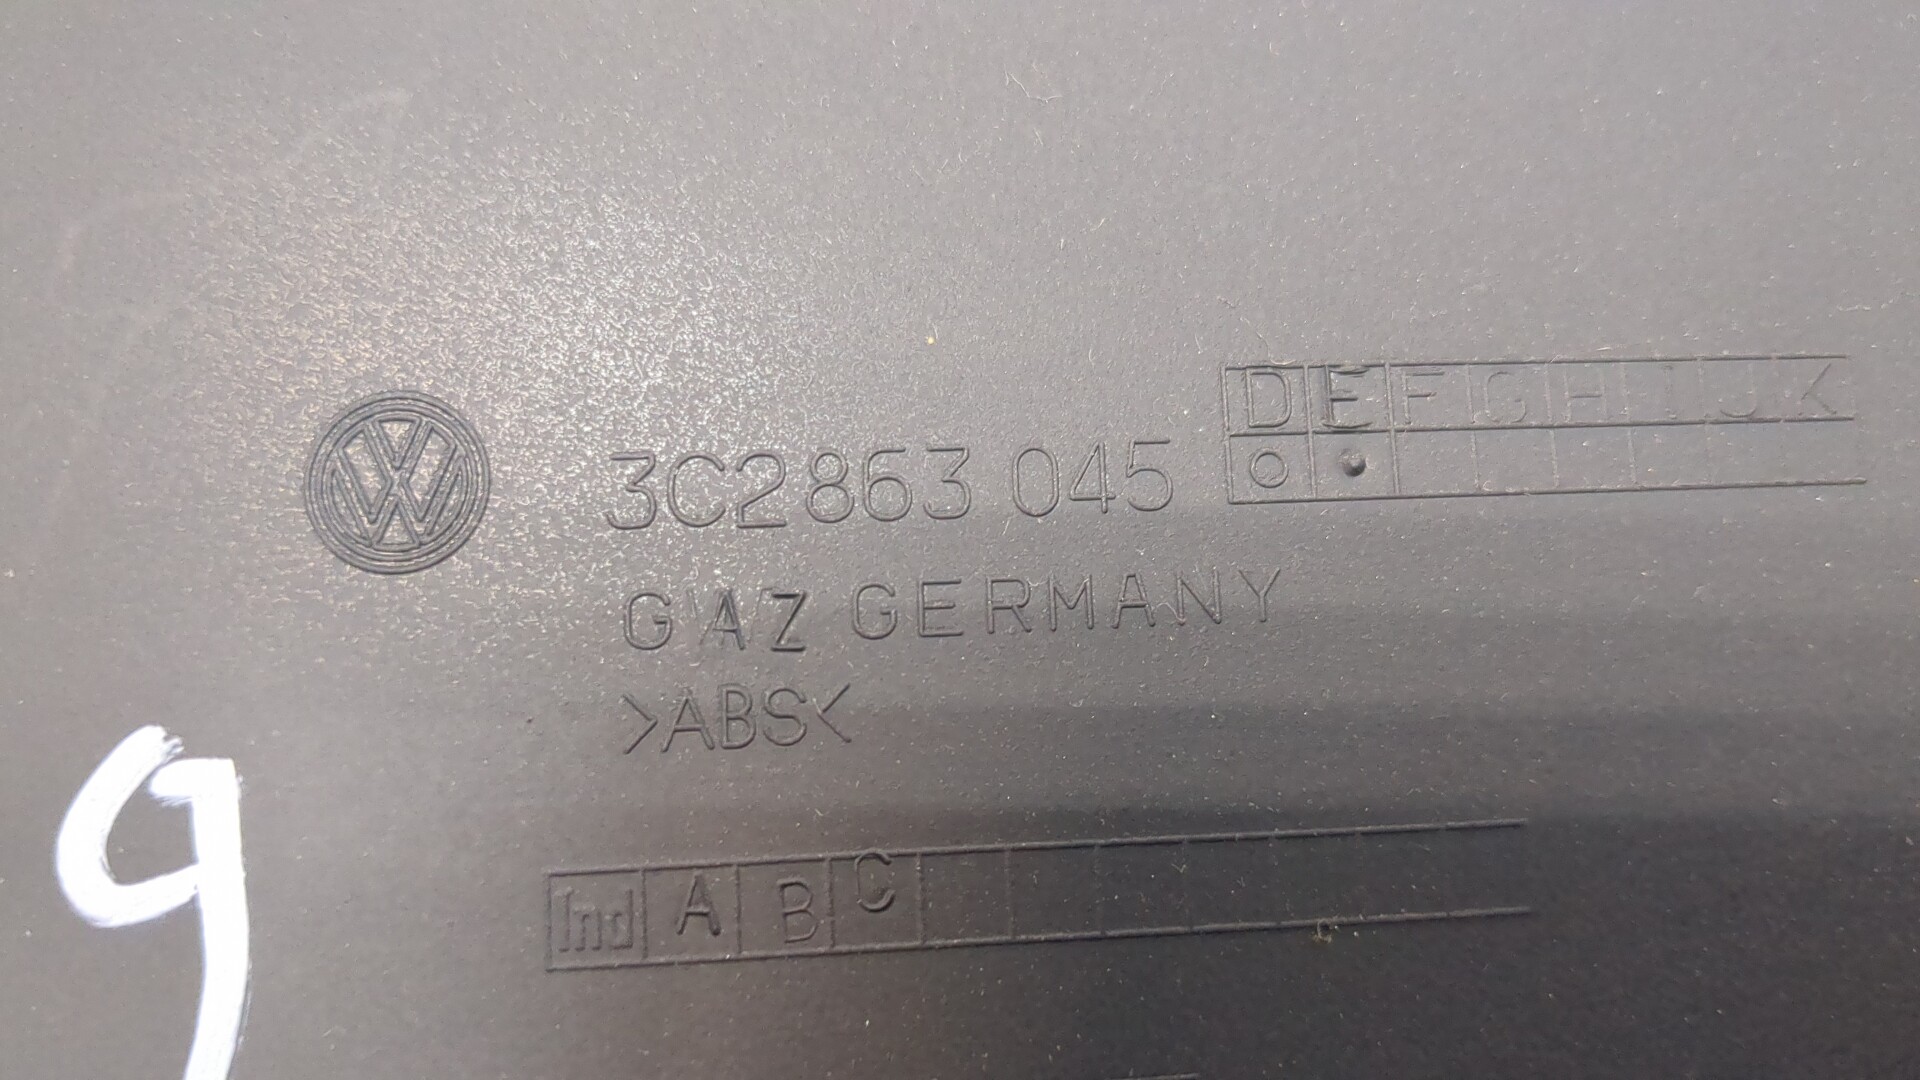 DEFGHIJK
3C2863 045
GAZ GERMANY
>ABS<
Ind A B C
9